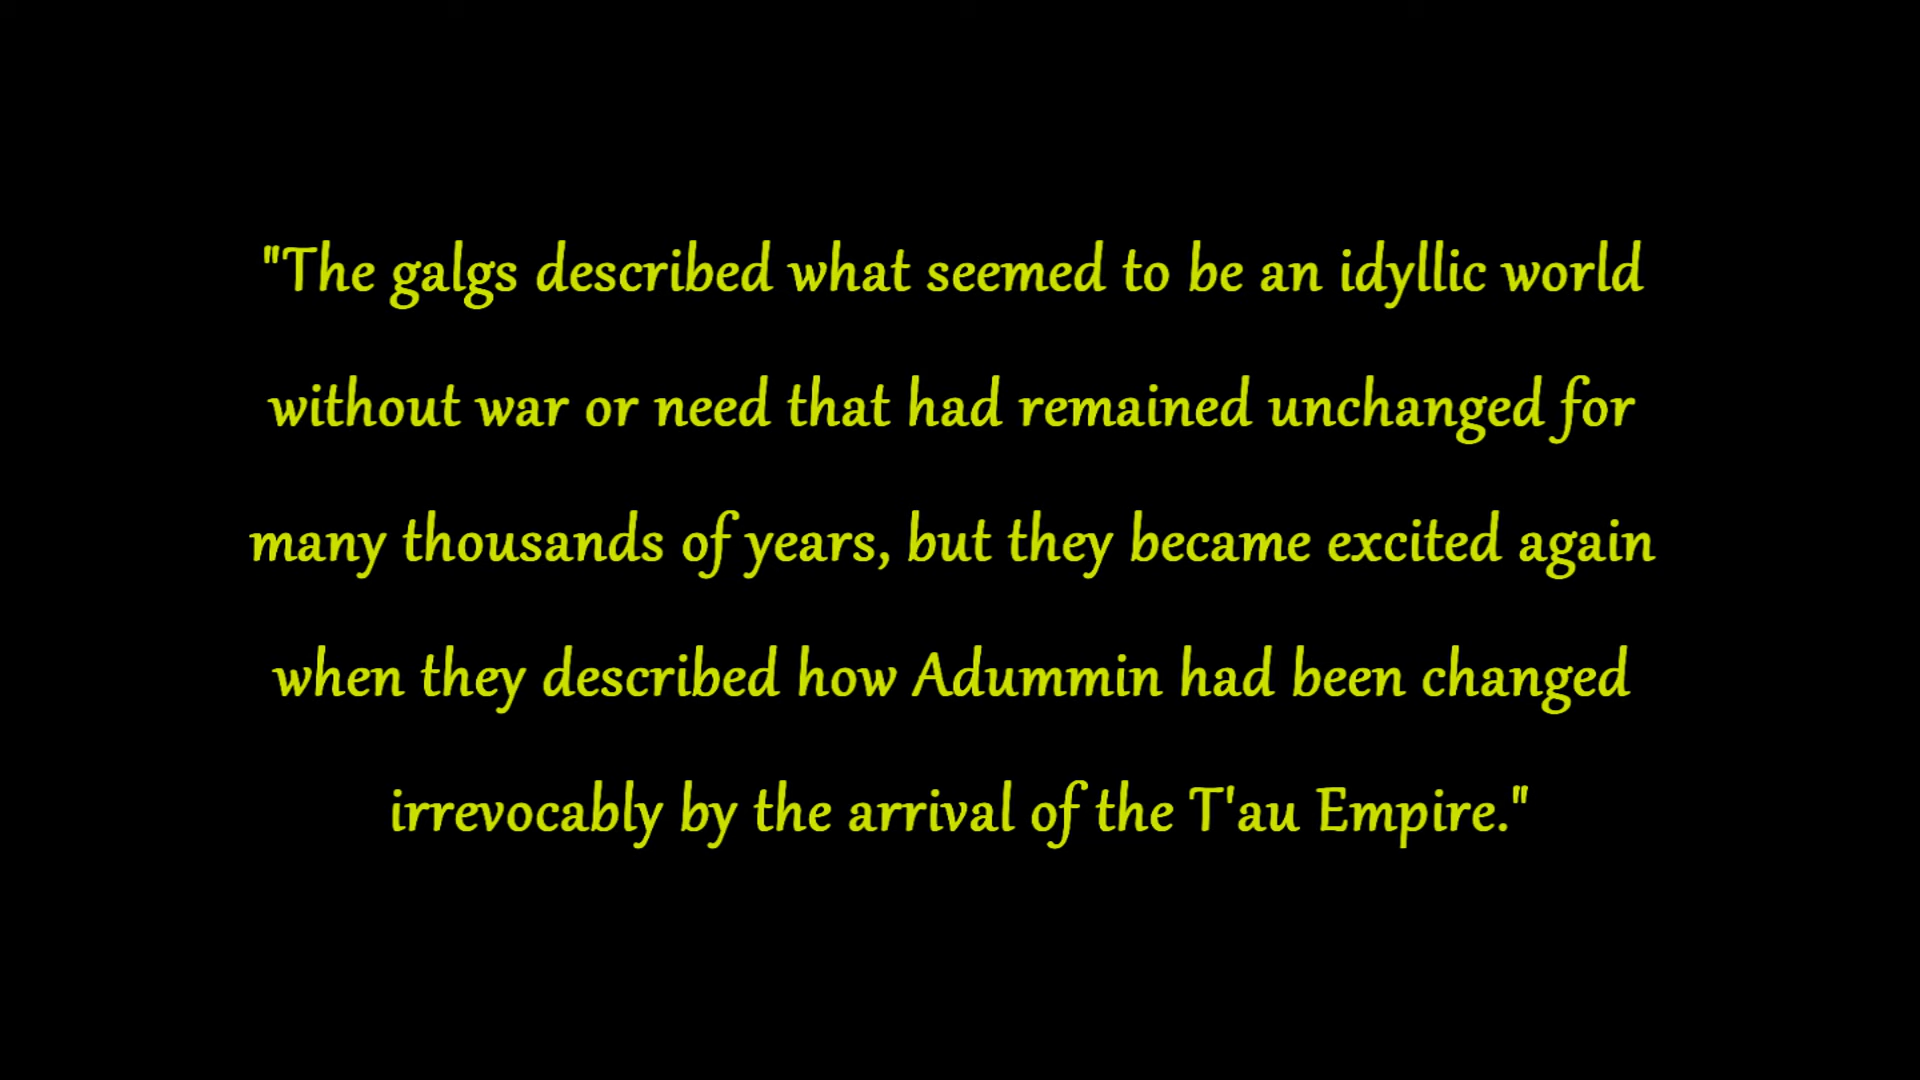 "The galgs described what seemed to be an idyllic world
without war or need that had remained unchanged for
many thousands of years, but they became excited again
when they described how Adummin had been changed
irrevocably by the arrival of the T'au Empire."